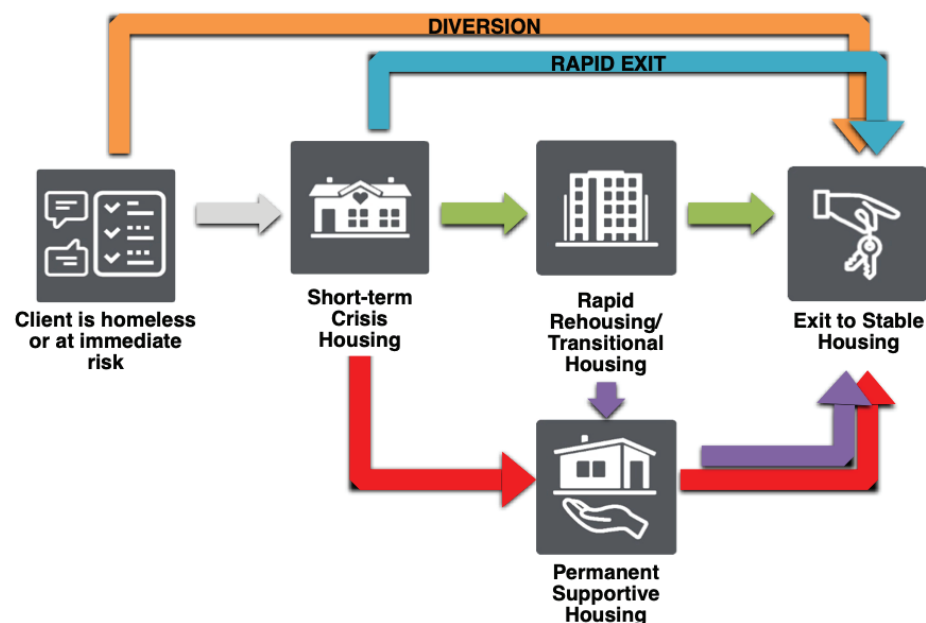 DIVERSION
RAPID EXIT
Client is homeless
or at immediate
risk
Short-term
Crisis
Housing
Rapid
Rehousing/
Transitional
Housing
Exit to Stable
Housing
Permanent
Supportive
Housing